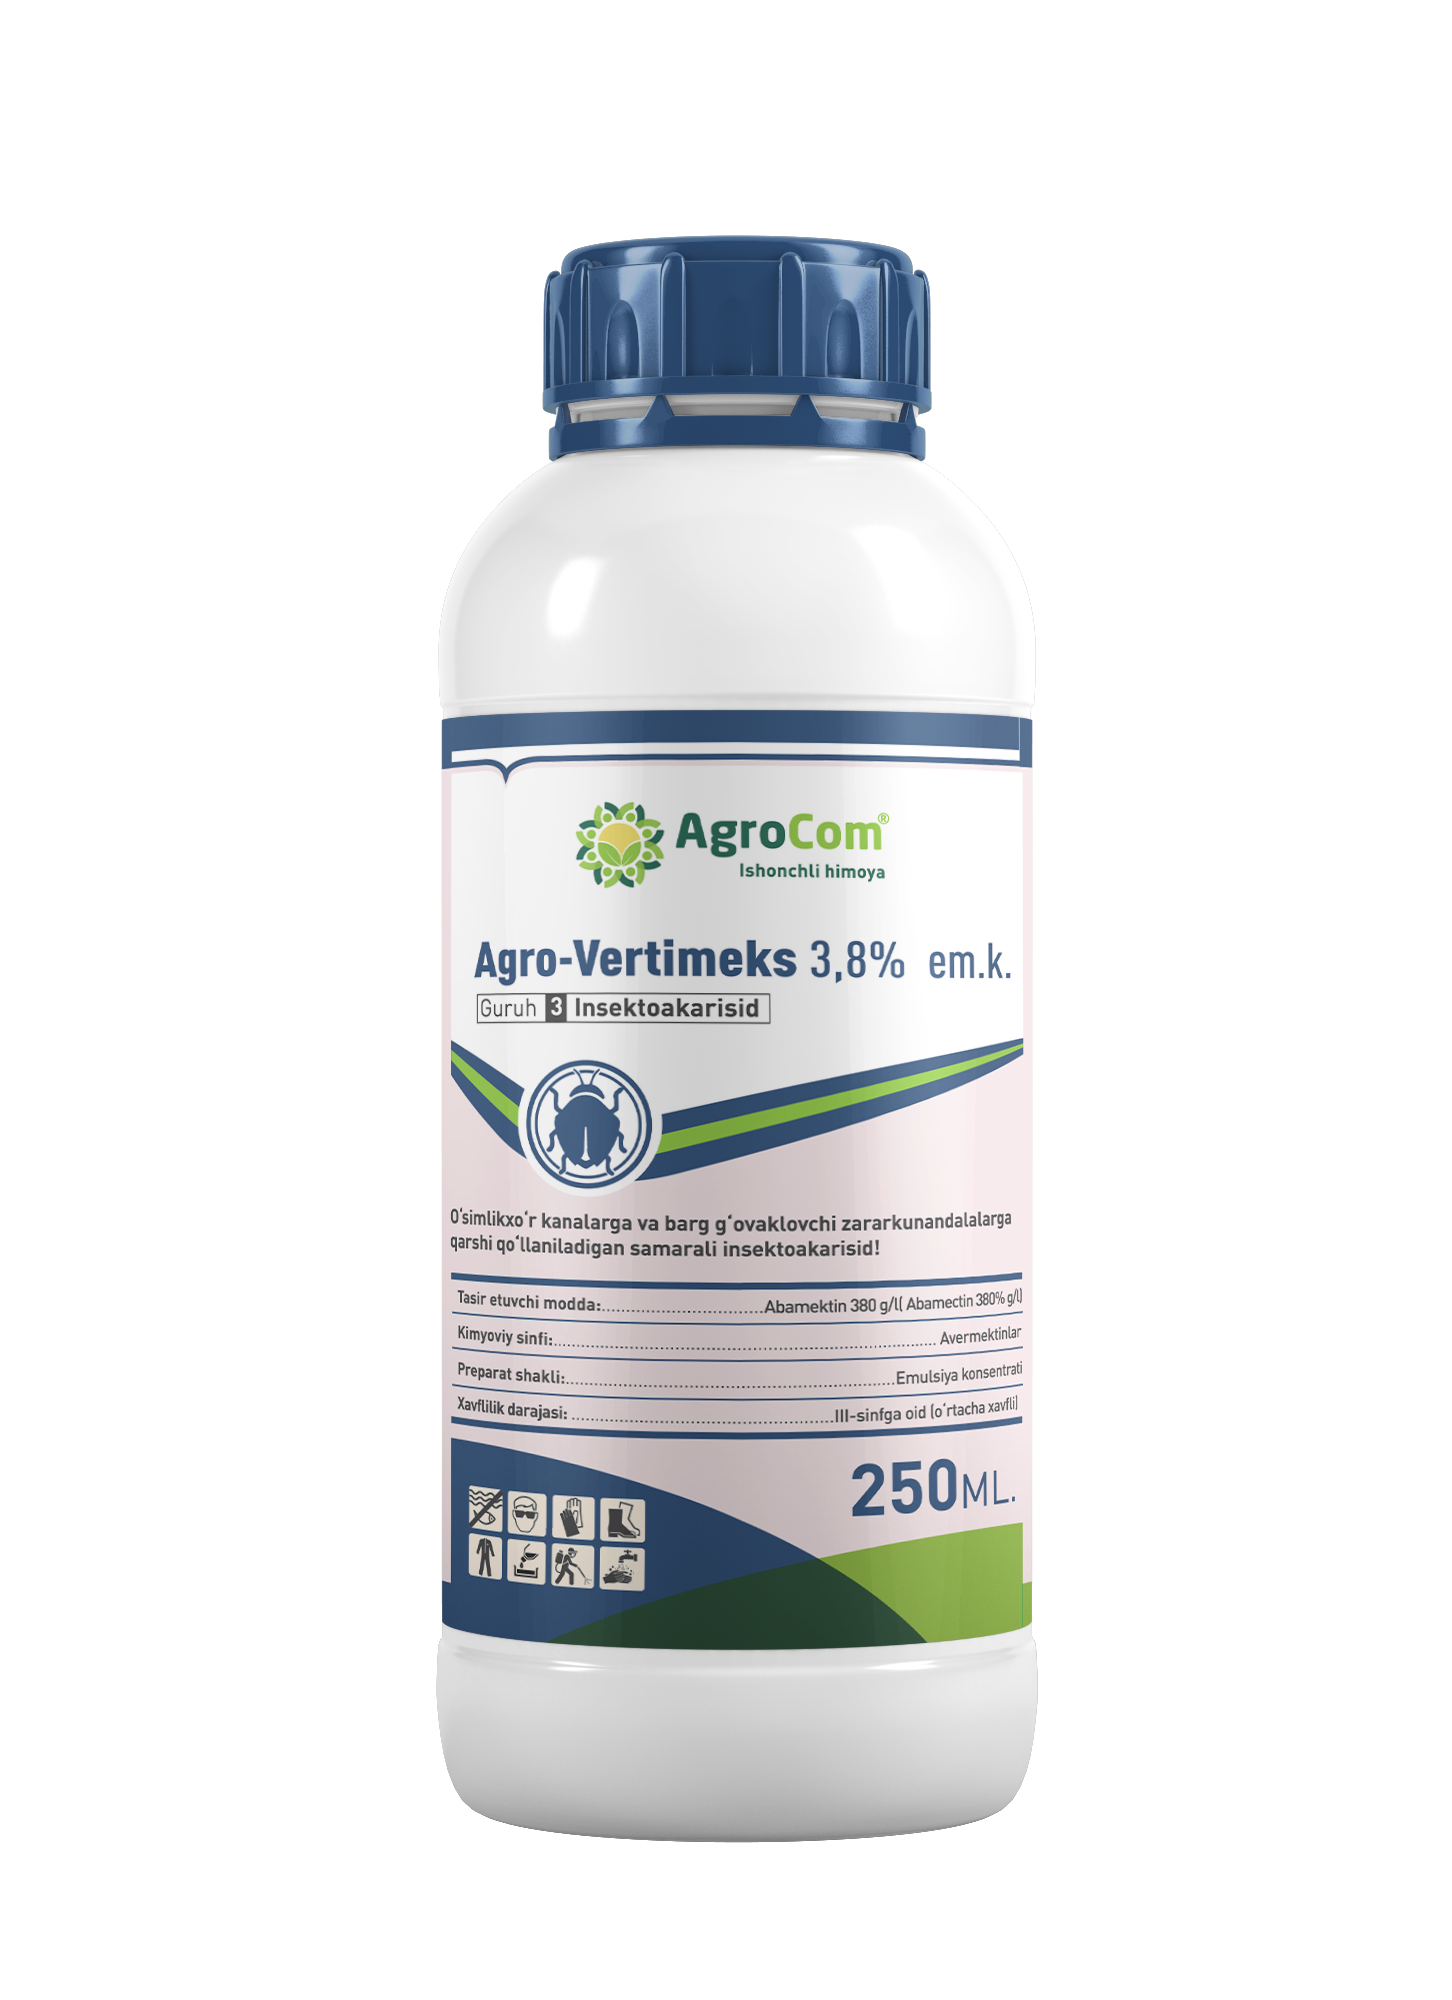 AgroCom®
Ishonchli himoya
Agro-Vertimeks 3,8% em.k.
Guruh 3 Insektoakarisid
O‘simlikxo‘r kanalarga va barg g‘ovaklovchi zararkunandalalarga
qarshi qo‘llaniladigan samarali insektoakarisid!
Tasir etuvchi modda:................................Abamektin 380 g/l( Abamectin 380% g/l)
Kimyoviy sinfi:................................ Avermektinlar
Preparat shakli:................................Emulsiya konsentrati
Xavflilik darajasi: ................................III-sinfga oid (o‘rtacha xavfli)
250ML.